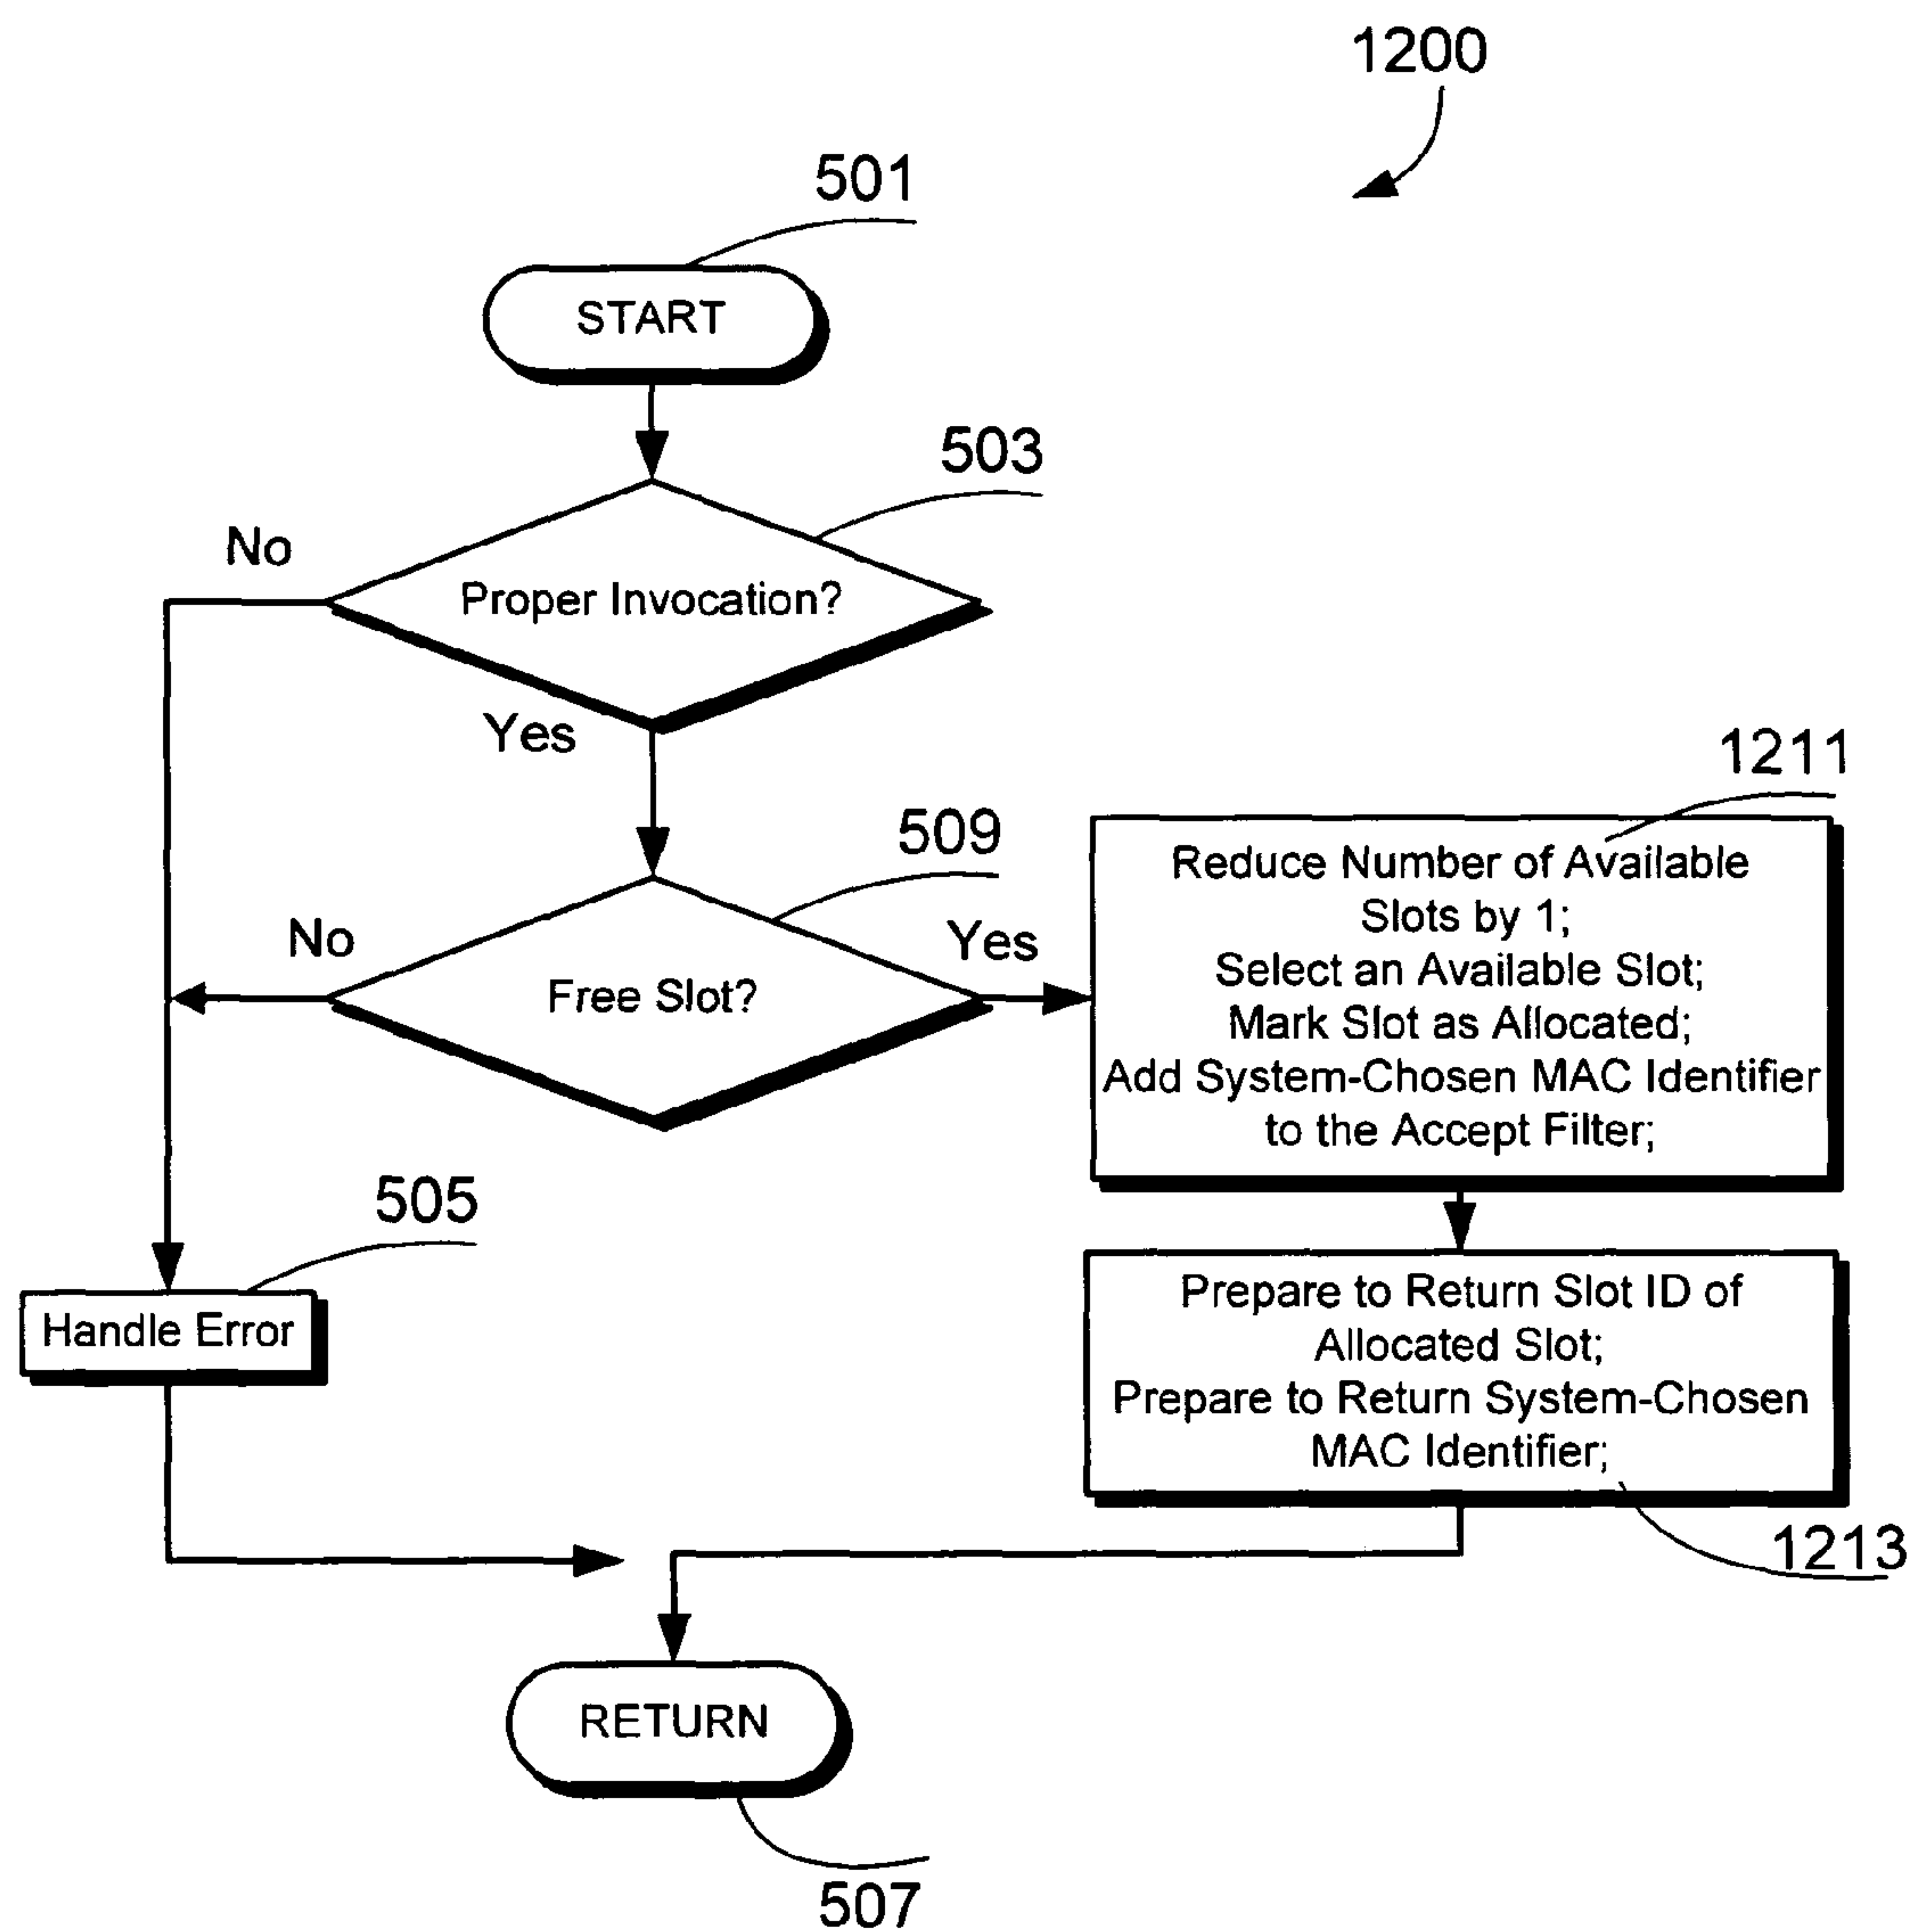 1200
501
START
503
No
Proper Invocation?
Yes
1211
509
Reduce Number of Available
Slots by 1;
Select an Available Slot;
Mark Slot as Allocated;
Add System-Chosen MAC Identifier
to the Accept Filter;
No
Yes
Free Slot?
505
Handle Error
Prepare to Return Slot ID of
Allocated Slot;
Prepare to Return System-Chosen
MAC Identifier;
1213
RETURN
507